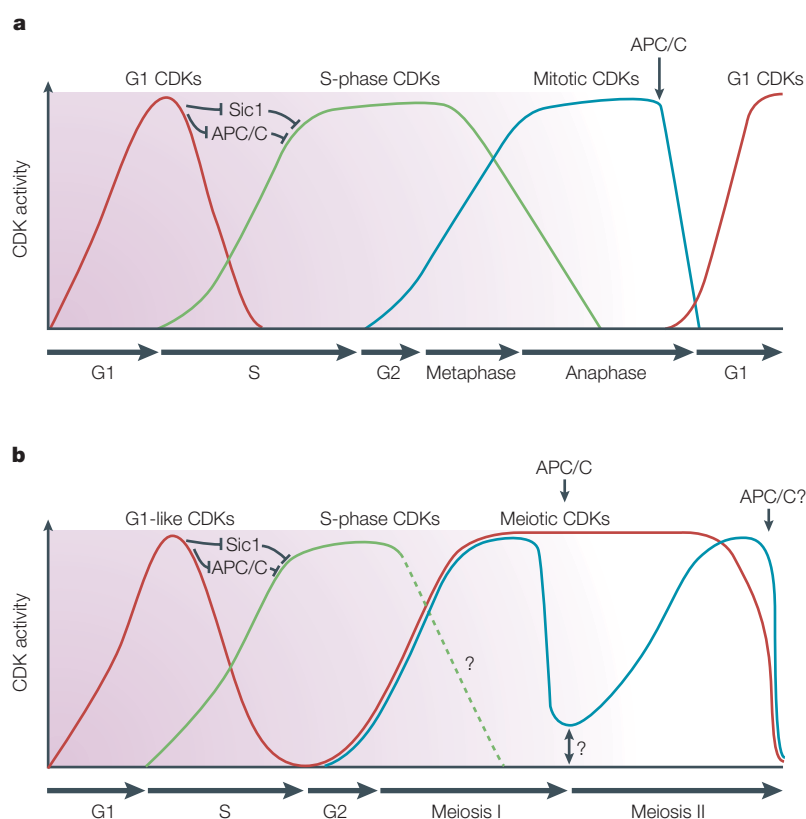 a
APC/C
G1 CDKs
S-phase CDKs
Mitotic CDKs
G1 CDKs
Sic1
APC/C
CDK activity
G1
S
G2
Metaphase
Anaphase
G1
b
APC/C
APC/C?
G1-like CDKs
S-phase CDKs
Meiotic CDKs
Sic1
APC/C
CDK activity
?
?
G1
S
G2
Meiosis I
Meiosis II